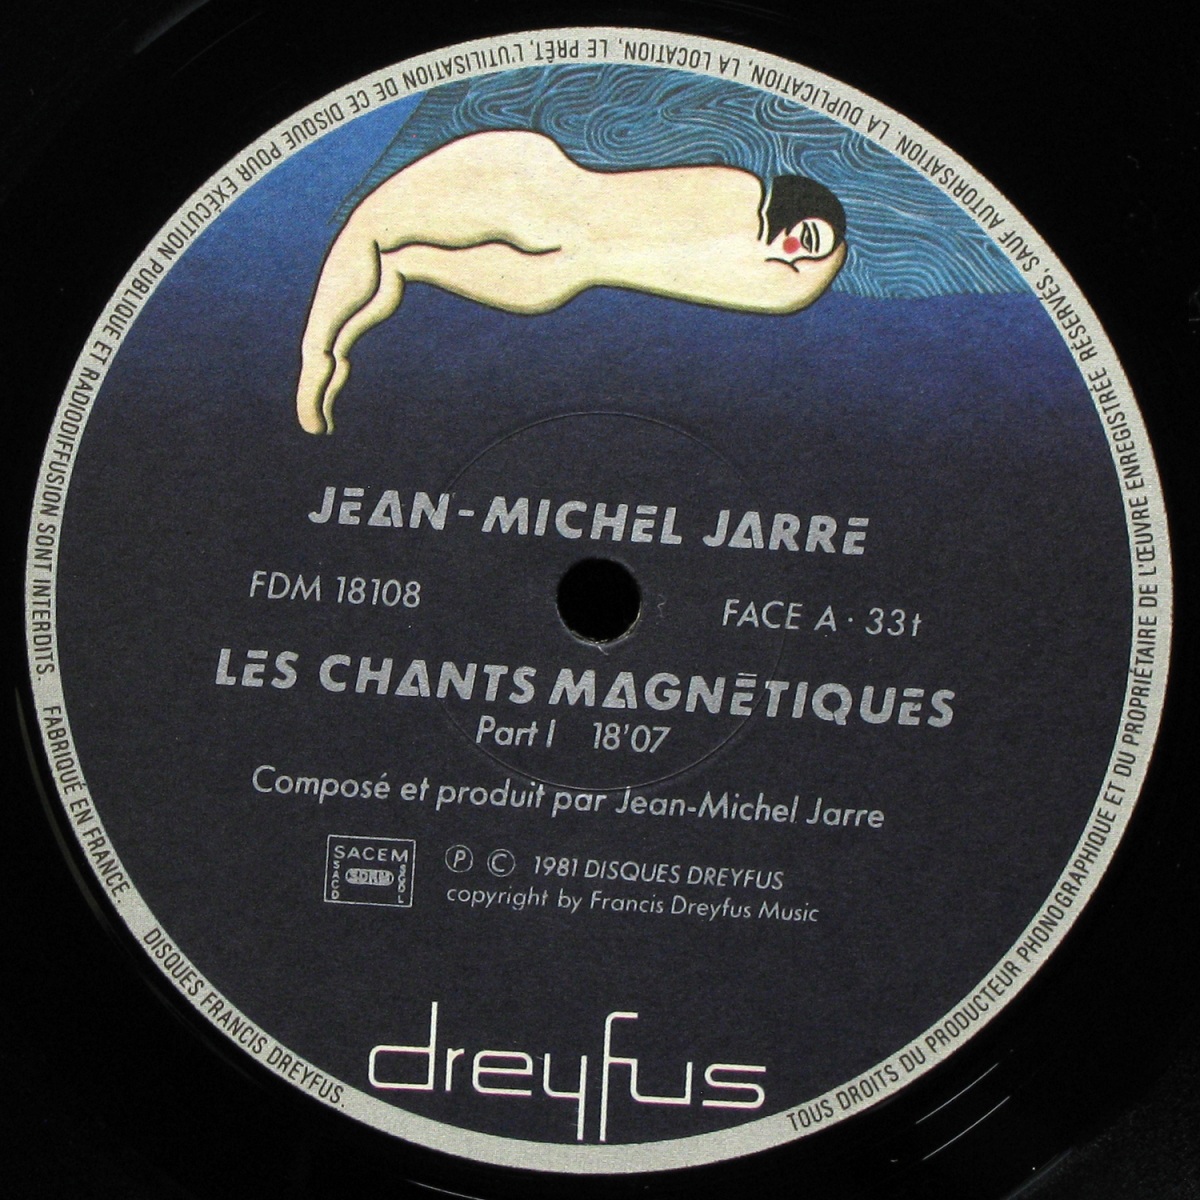 JEAN-MICHEL JARRE
FDM 18108
FACE A · 33t
LES CHANTS MAGNÉTIQUES
Part I 18'07
Composé et produit par Jean-Michel Jarre
SACEM
SACD
SDRM
SGDL
Ⓟ © 1981 DISQUES DREYFUS
copyright by Francis Dreyfus Music
dreyfus
TOUS DROITS DU PRODUCTEUR PHONOGRAPHIQUE ET DU PROPRIÉTAIRE DE L'ŒUVRE ENREGISTRÉE RÉSERVÉS, SAUF AUTORISATION, LA DUPLICATION, LA LOCATION, LE PRÊT, L'UTILISATION DE CE DISQUE POUR EXÉCUTION PUBLIQUE ET RADIODIFFUSION SONT INTERDITS. FABRIQUÉ EN FRANCE. DISQUES FRANCIS DREYFUS.